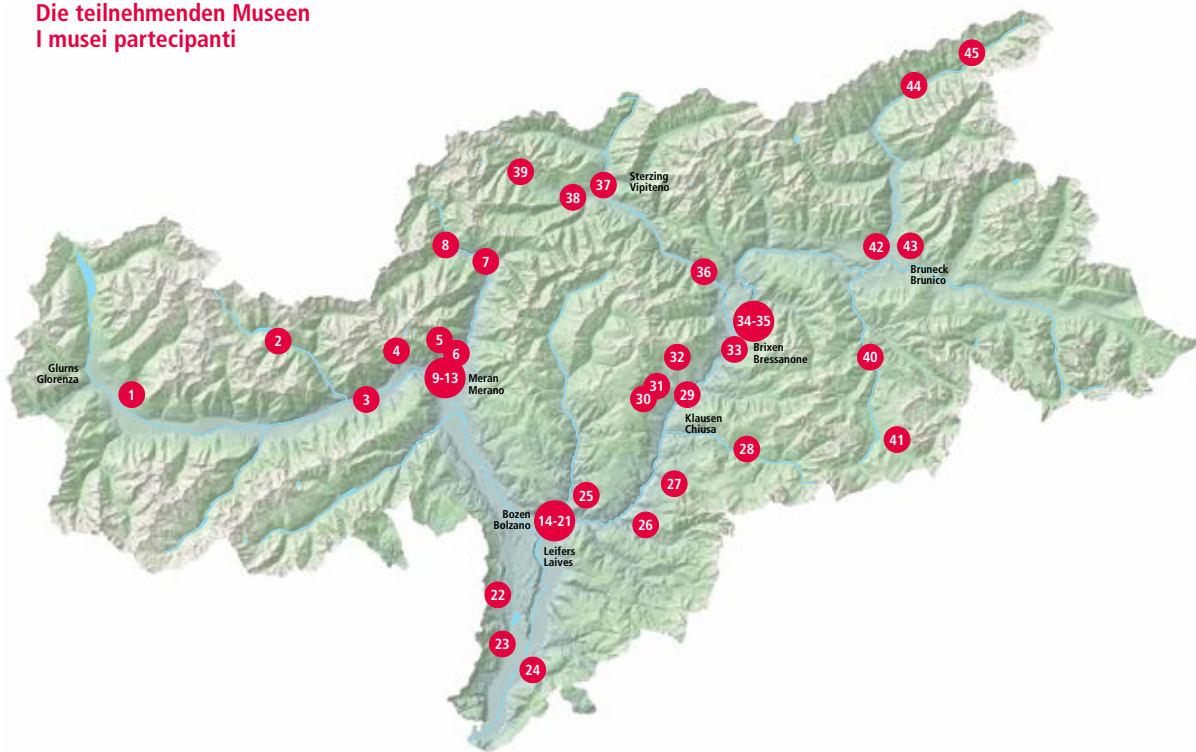 Die teilnehmenden Museen
I musei partecipanti
45
44
39
37
Sterzing
Vipiteno
38
8
42
43
7
36
Bruneck
Brunico
34-35
2
5
4
6
33
Brixen
Bressanone
32
40
Glurns
Glorenza
9-13
Meran
Merano
1
3
31
30
29
Klausen
Chiusa
28
41
27
25
Bozen
Bolzano
14-21
26
Leifers
Laives
22
23
24